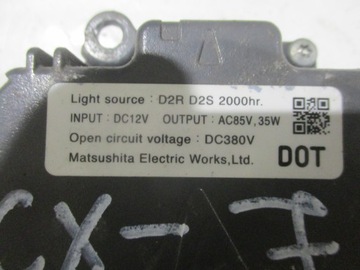 Light source : D2R D2S 2000hr.
INPUT : DC12V OUTPUT : AC85V, 35W
Open circuit voltage : DC380V
Matsushita Electric Works,Ltd. DOT
CX-7